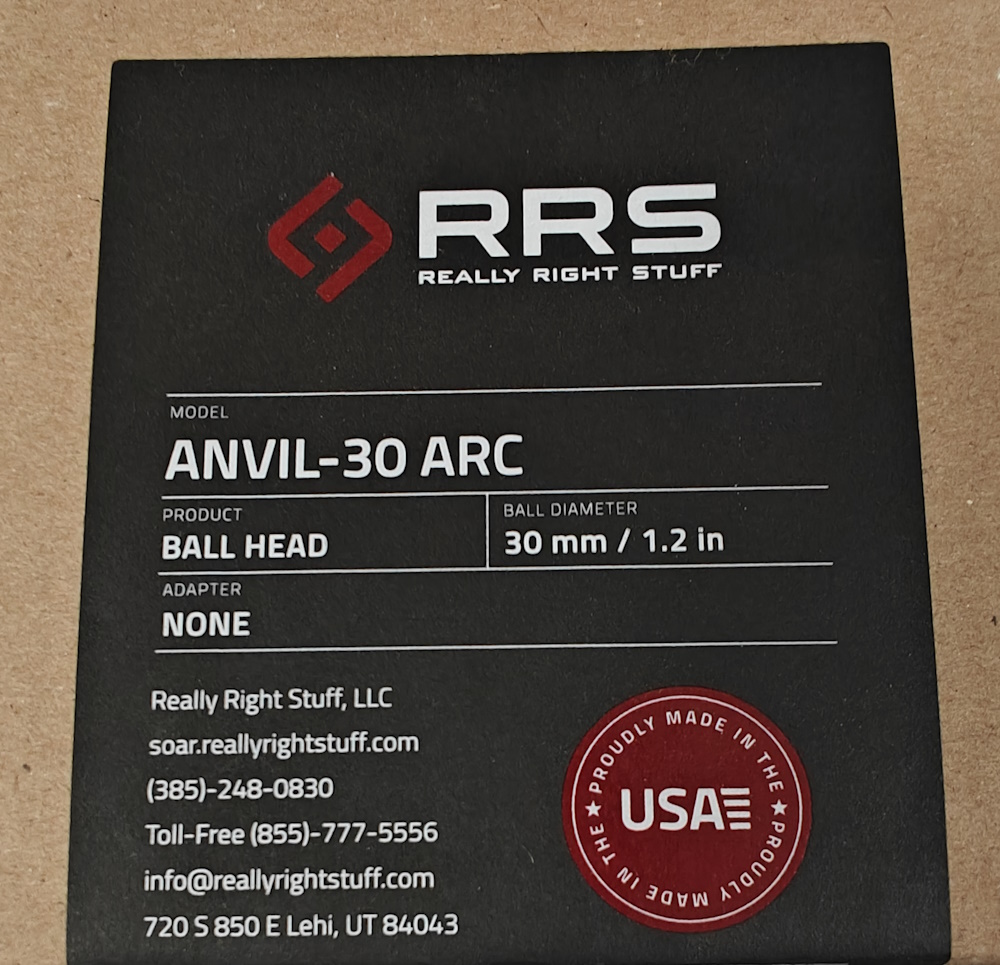 RRS
REALLY RIGHT STUFF
MODEL
ANVIL-30 ARC
PRODUCT
BALL HEAD
BALL DIAMETER
30 mm / 1.2 in
ADAPTER
NONE
Really Right Stuff, LLC
soar.reallyrightstuff.com
(385)-248-0830
Toll-Free (855)-777-5556
info@reallyrightstuff.com
720 S 850 E Lehi, UT 84043
★ PROUDLY MADE IN THE ★ PROUDLY MADE IN THE
USA